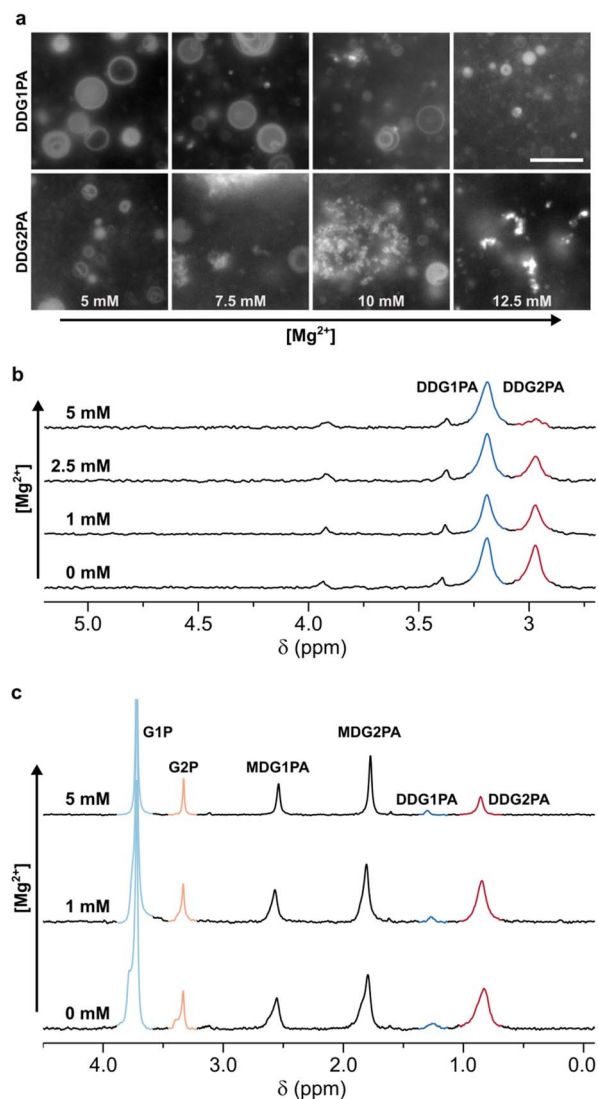 a
DDG1PA
DDG2PA
5 mM 7.5 mM 10 mM 12.5 mM
[Mg²⁺]
b
DDG1PA DDG2PA
5 mM
2.5 mM
1 mM
0 mM
[Mg²⁺]
5.0 4.5 4.0 3.5 3
δ (ppm)
c
G1P
G2P MDG1PA MDG2PA
DDG1PA DDG2PA
5 mM
1 mM
0 mM
[Mg²⁺]
4.0 3.0 2.0 1.0 0.0
δ (ppm)